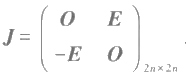 J = ( O E
-E O )_{2n×2n} .